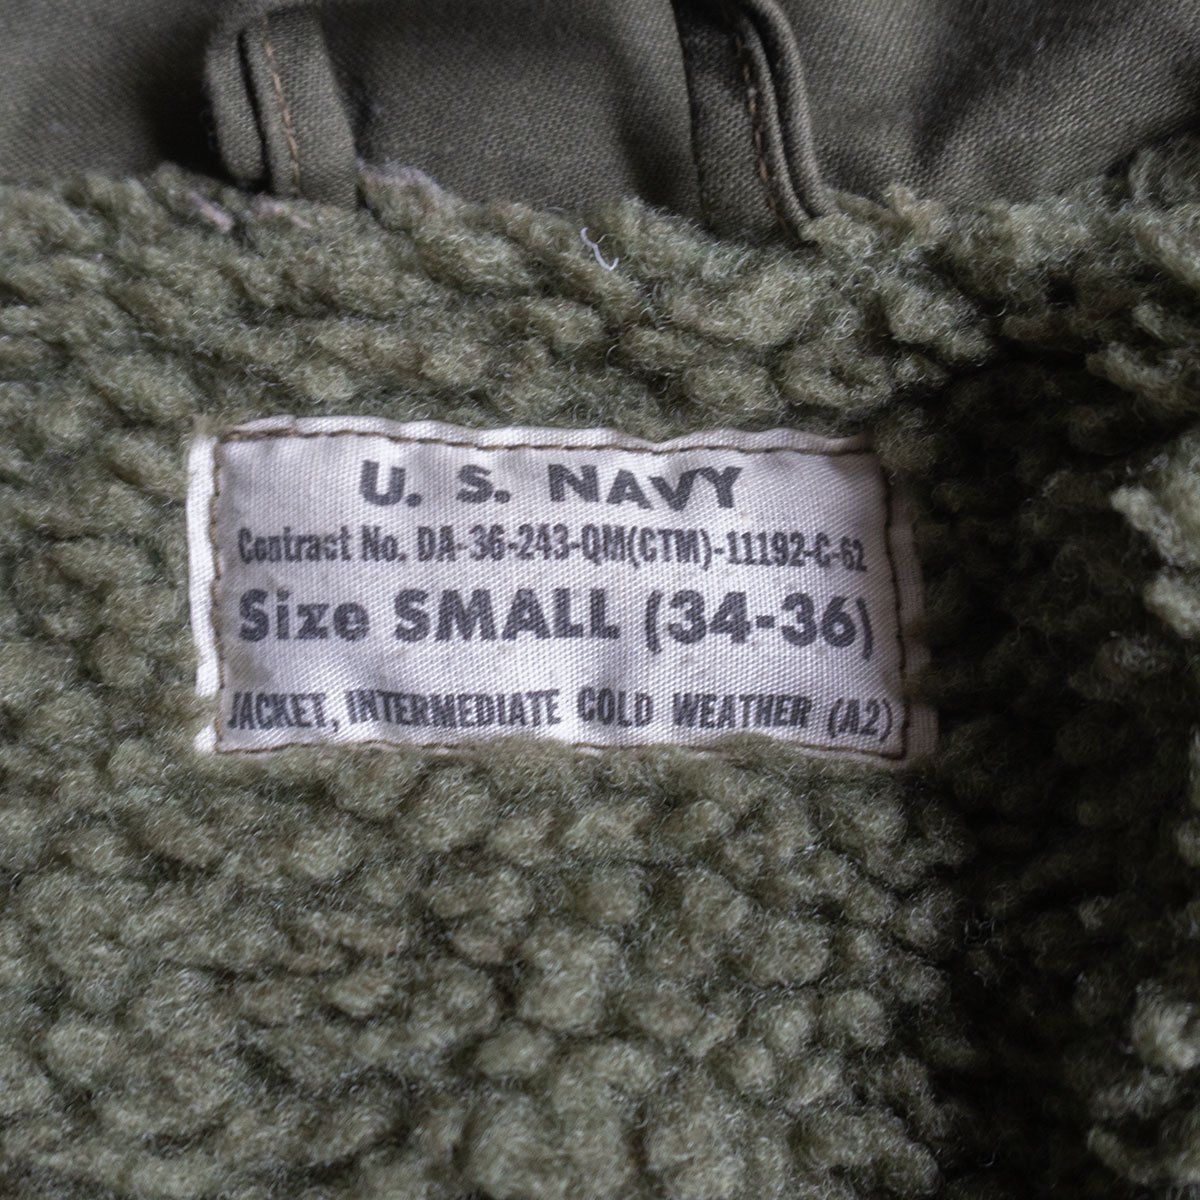 U. S. NAVY
Contract No. DA-36-243-QM(CTM)-11192-C-62
Size SMALL (34-36)
JACKET, INTERMEDIATE COLD WEATHER (A2)